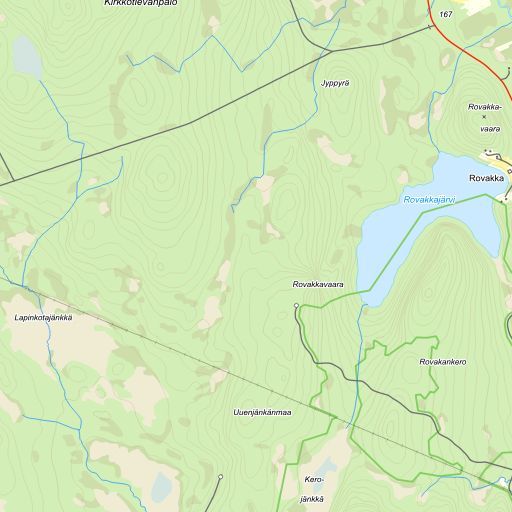 Kirkkotievanpalo
167
Jyppyrä
Rovakka-
vaara
Rovakka
Rovakkajärvi
Rovakkavaara
Lapinkotajänkkä
Rovakankero
Uuenjänkänmaa
Kero-
jänkkä